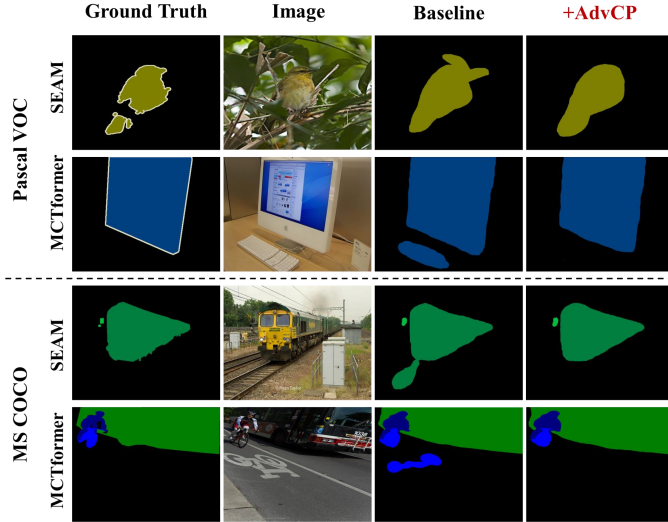 Ground Truth Image Baseline +AdvCP
Pascal VOC
SEAM
MCTformer
MS COCO
SEAM
MCTformer